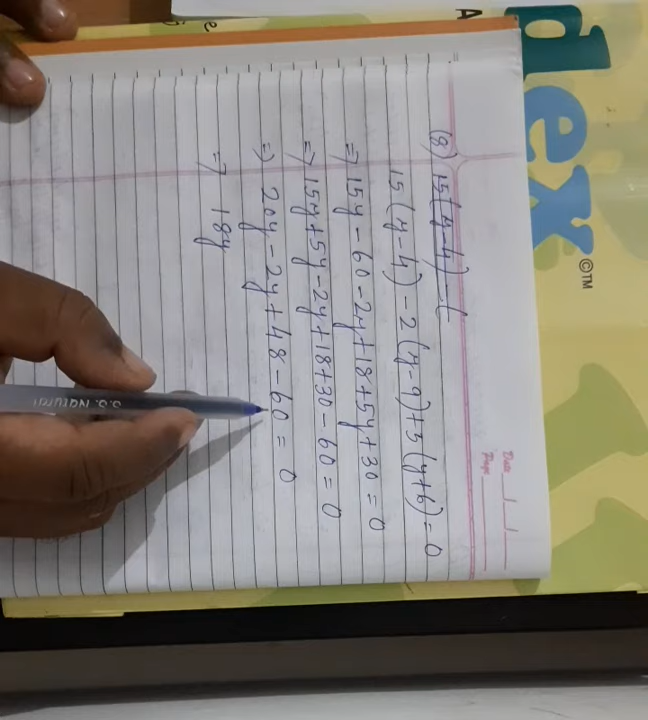 dex
©TM
A
Date
Page
(8) 15(y-4)-(
15(y-4)-2(y-9)+5(y+6)=0
⇒ 15y-60-2y+18+5y+30=0
⇒ 15y+5y-2y+18+30-60=0
⇒ 20y-2y+48-60=0
⇒ 18y